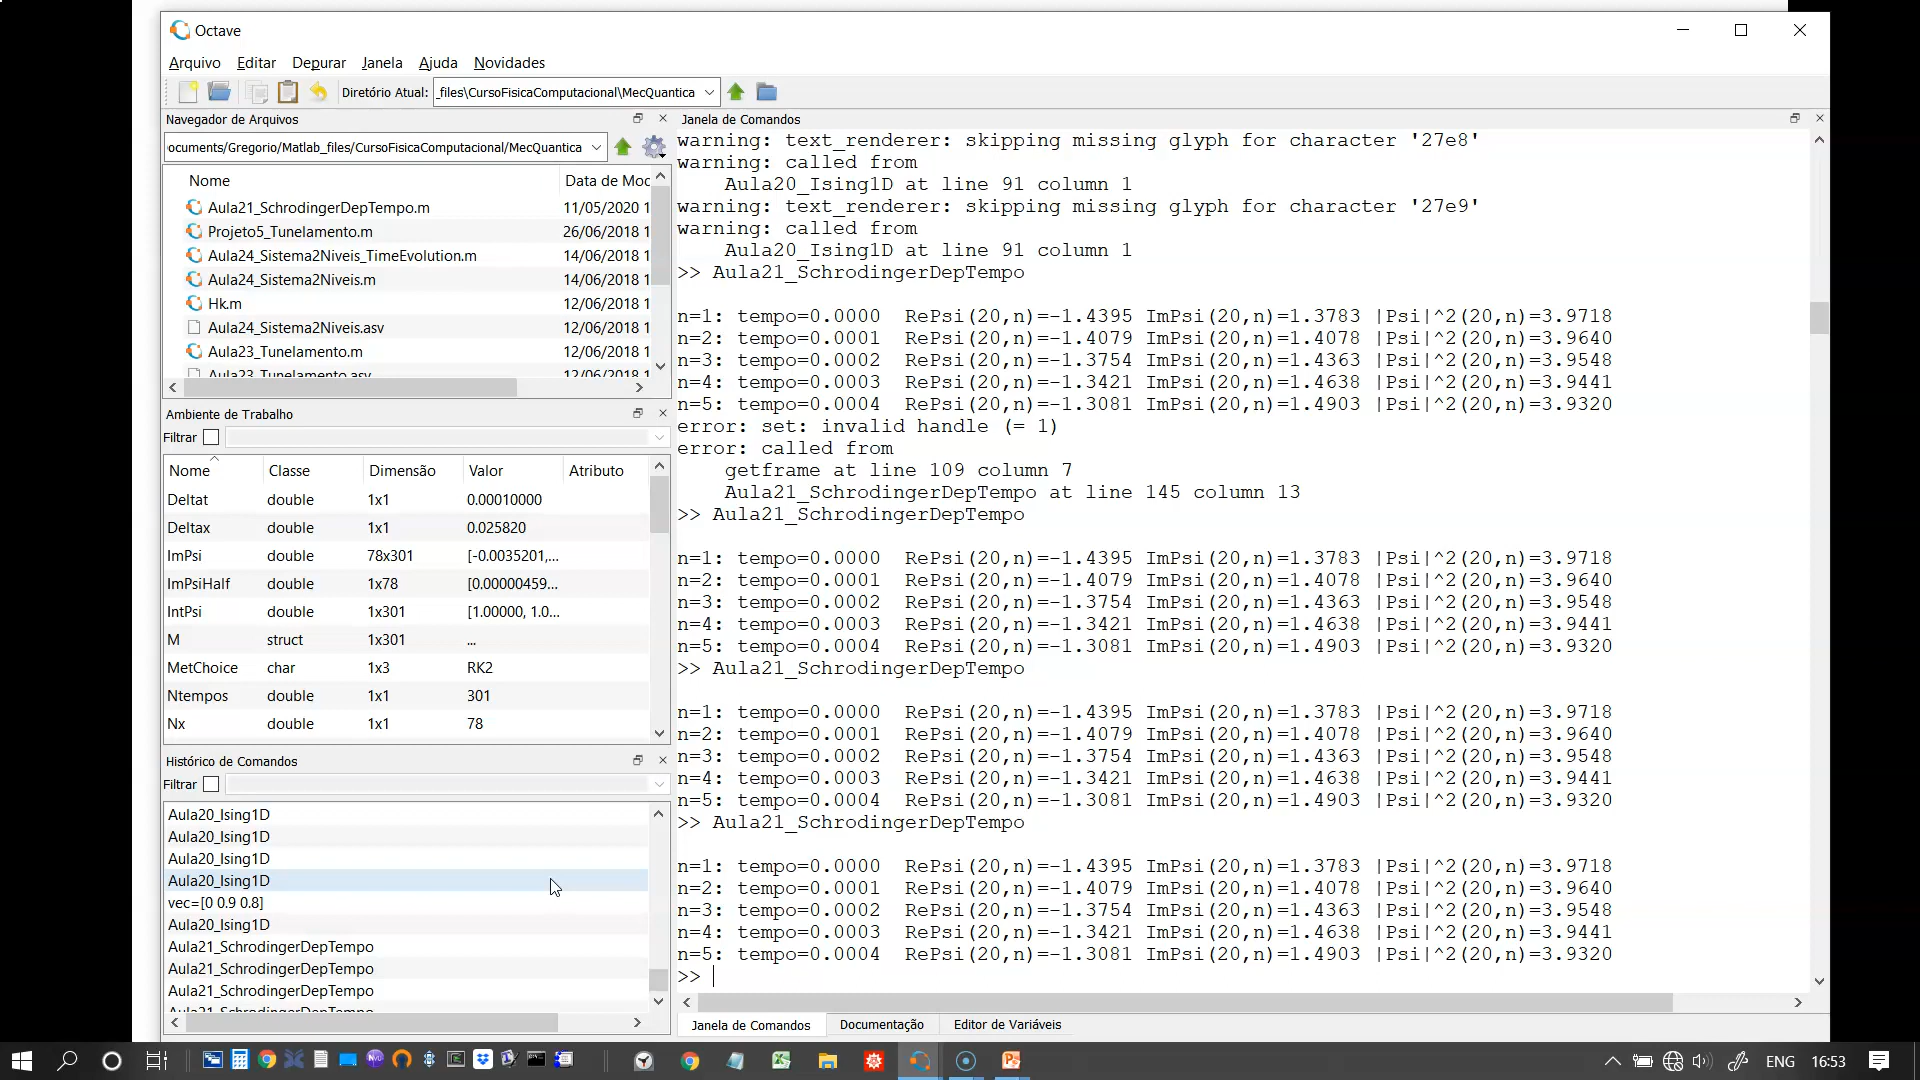 Octave
Arquivo Editar Depurar Janela Ajuda Novidades
Diretório Atual: _files\CursoFisicaComputacional\MecQuantica
Navegador de Arquivos
ocuments/Gregorio/Matlab_files/CursoFisicaComputacional/MecQuantica
Nome Data de Mod
Aula21_SchrodingerDepTempo.m 11/05/2020 1
Projeto5_Tunelamento.m 26/06/2018 1
Aula24_Sistema2Niveis_TimeEvolution.m 14/06/2018 1
Aula24_Sistema2Niveis.m 14/06/2018 1
Hk.m 12/06/2018 1
Aula24_Sistema2Niveis.asv 12/06/2018 1
Aula23_Tunelamento.m 12/06/2018 1
Aula23_Tunelamento.asv 12/06/2018 1
Ambiente de Trabalho
Filtrar
Nome Classe Dimensão Valor Atributo
Deltat double 1x1 0.00010000
Deltax double 1x1 0.025820
ImPsi double 78x301 [-0.0035201,...
ImPsiHalf double 1x78 [0.00000459...
IntPsi double 1x301 [1.00000, 1.0...
M struct 1x301 ...
MetChoice char 1x3 RK2
Ntempos double 1x1 301
Nx double 1x1 78
Histórico de Comandos
Filtrar
Aula20_Ising1D
Aula20_Ising1D
Aula20_Ising1D
Aula20_Ising1D
vec=[0 0.9 0.8]
Aula20_Ising1D
Aula21_SchrodingerDepTempo
Aula21_SchrodingerDepTempo
Aula21_SchrodingerDepTempo
Aula21_SchrodingerDepTempo
Janela de Comandos
warning: text_renderer: skipping missing glyph for character '27e8'
warning: called from
Aula20_Ising1D at line 91 column 1
warning: text_renderer: skipping missing glyph for character '27e9'
warning: called from
Aula20_Ising1D at line 91 column 1
>> Aula21_SchrodingerDepTempo
n=1: tempo=0.0000 RePsi(20,n)=-1.4395 ImPsi(20,n)=1.3783 |Psi|^2(20,n)=3.9718
n=2: tempo=0.0001 RePsi(20,n)=-1.4079 ImPsi(20,n)=1.4078 |Psi|^2(20,n)=3.9640
n=3: tempo=0.0002 RePsi(20,n)=-1.3754 ImPsi(20,n)=1.4363 |Psi|^2(20,n)=3.9548
n=4: tempo=0.0003 RePsi(20,n)=-1.3421 ImPsi(20,n)=1.4638 |Psi|^2(20,n)=3.9441
n=5: tempo=0.0004 RePsi(20,n)=-1.3081 ImPsi(20,n)=1.4903 |Psi|^2(20,n)=3.9320
error: set: invalid handle (= 1)
error: called from
getframe at line 109 column 7
Aula21_SchrodingerDepTempo at line 145 column 13
>> Aula21_SchrodingerDepTempo
n=1: tempo=0.0000 RePsi(20,n)=-1.4395 ImPsi(20,n)=1.3783 |Psi|^2(20,n)=3.9718
n=2: tempo=0.0001 RePsi(20,n)=-1.4079 ImPsi(20,n)=1.4078 |Psi|^2(20,n)=3.9640
n=3: tempo=0.0002 RePsi(20,n)=-1.3754 ImPsi(20,n)=1.4363 |Psi|^2(20,n)=3.9548
n=4: tempo=0.0003 RePsi(20,n)=-1.3421 ImPsi(20,n)=1.4638 |Psi|^2(20,n)=3.9441
n=5: tempo=0.0004 RePsi(20,n)=-1.3081 ImPsi(20,n)=1.4903 |Psi|^2(20,n)=3.9320
>> Aula21_SchrodingerDepTempo
n=1: tempo=0.0000 RePsi(20,n)=-1.4395 ImPsi(20,n)=1.3783 |Psi|^2(20,n)=3.9718
n=2: tempo=0.0001 RePsi(20,n)=-1.4079 ImPsi(20,n)=1.4078 |Psi|^2(20,n)=3.9640
n=3: tempo=0.0002 RePsi(20,n)=-1.3754 ImPsi(20,n)=1.4363 |Psi|^2(20,n)=3.9548
n=4: tempo=0.0003 RePsi(20,n)=-1.3421 ImPsi(20,n)=1.4638 |Psi|^2(20,n)=3.9441
n=5: tempo=0.0004 RePsi(20,n)=-1.3081 ImPsi(20,n)=1.4903 |Psi|^2(20,n)=3.9320
>> Aula21_SchrodingerDepTempo
n=1: tempo=0.0000 RePsi(20,n)=-1.4395 ImPsi(20,n)=1.3783 |Psi|^2(20,n)=3.9718
n=2: tempo=0.0001 RePsi(20,n)=-1.4079 ImPsi(20,n)=1.4078 |Psi|^2(20,n)=3.9640
n=3: tempo=0.0002 RePsi(20,n)=-1.3754 ImPsi(20,n)=1.4363 |Psi|^2(20,n)=3.9548
n=4: tempo=0.0003 RePsi(20,n)=-1.3421 ImPsi(20,n)=1.4638 |Psi|^2(20,n)=3.9441
n=5: tempo=0.0004 RePsi(20,n)=-1.3081 ImPsi(20,n)=1.4903 |Psi|^2(20,n)=3.9320
>>
Janela de Comandos Documentação Editor de Variáveis
ENG 16:53